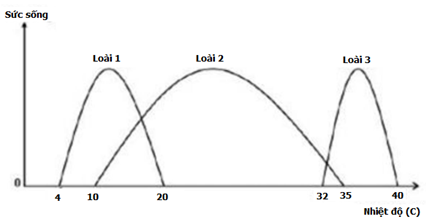 Sức sống
Loài 1 Loài 2 Loài 3
0
4 10 20 32 35 40
Nhiệt độ (C)